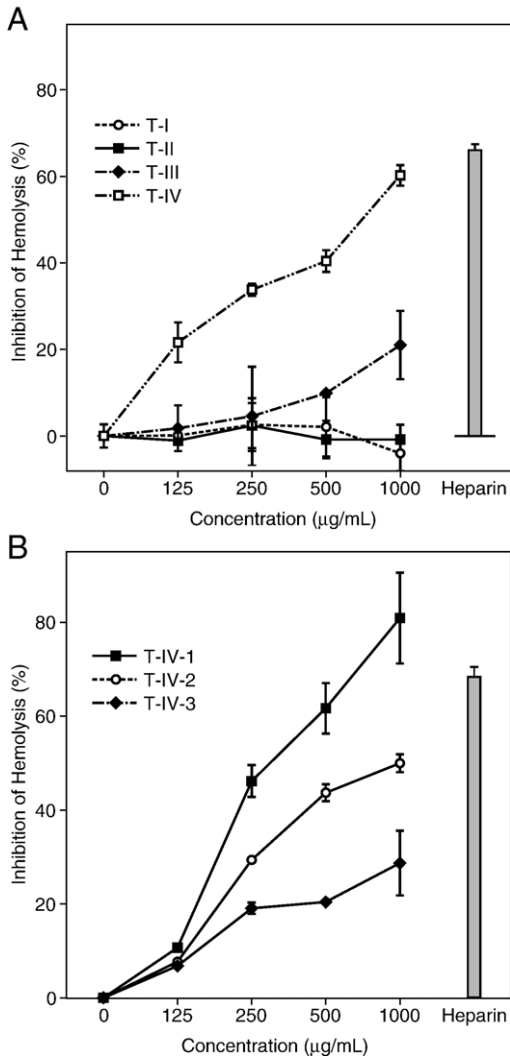 A
Inhibition of Hemolysis (%)
80
60
40
20
0
T-I
T-II
T-III
T-IV
0 125 250 500 1000 Heparin
Concentration (μg/mL)
B
Inhibition of Hemolysis (%)
80
60
40
20
0
T-IV-1
T-IV-2
T-IV-3
0 125 250 500 1000 Heparin
Concentration (μg/mL)